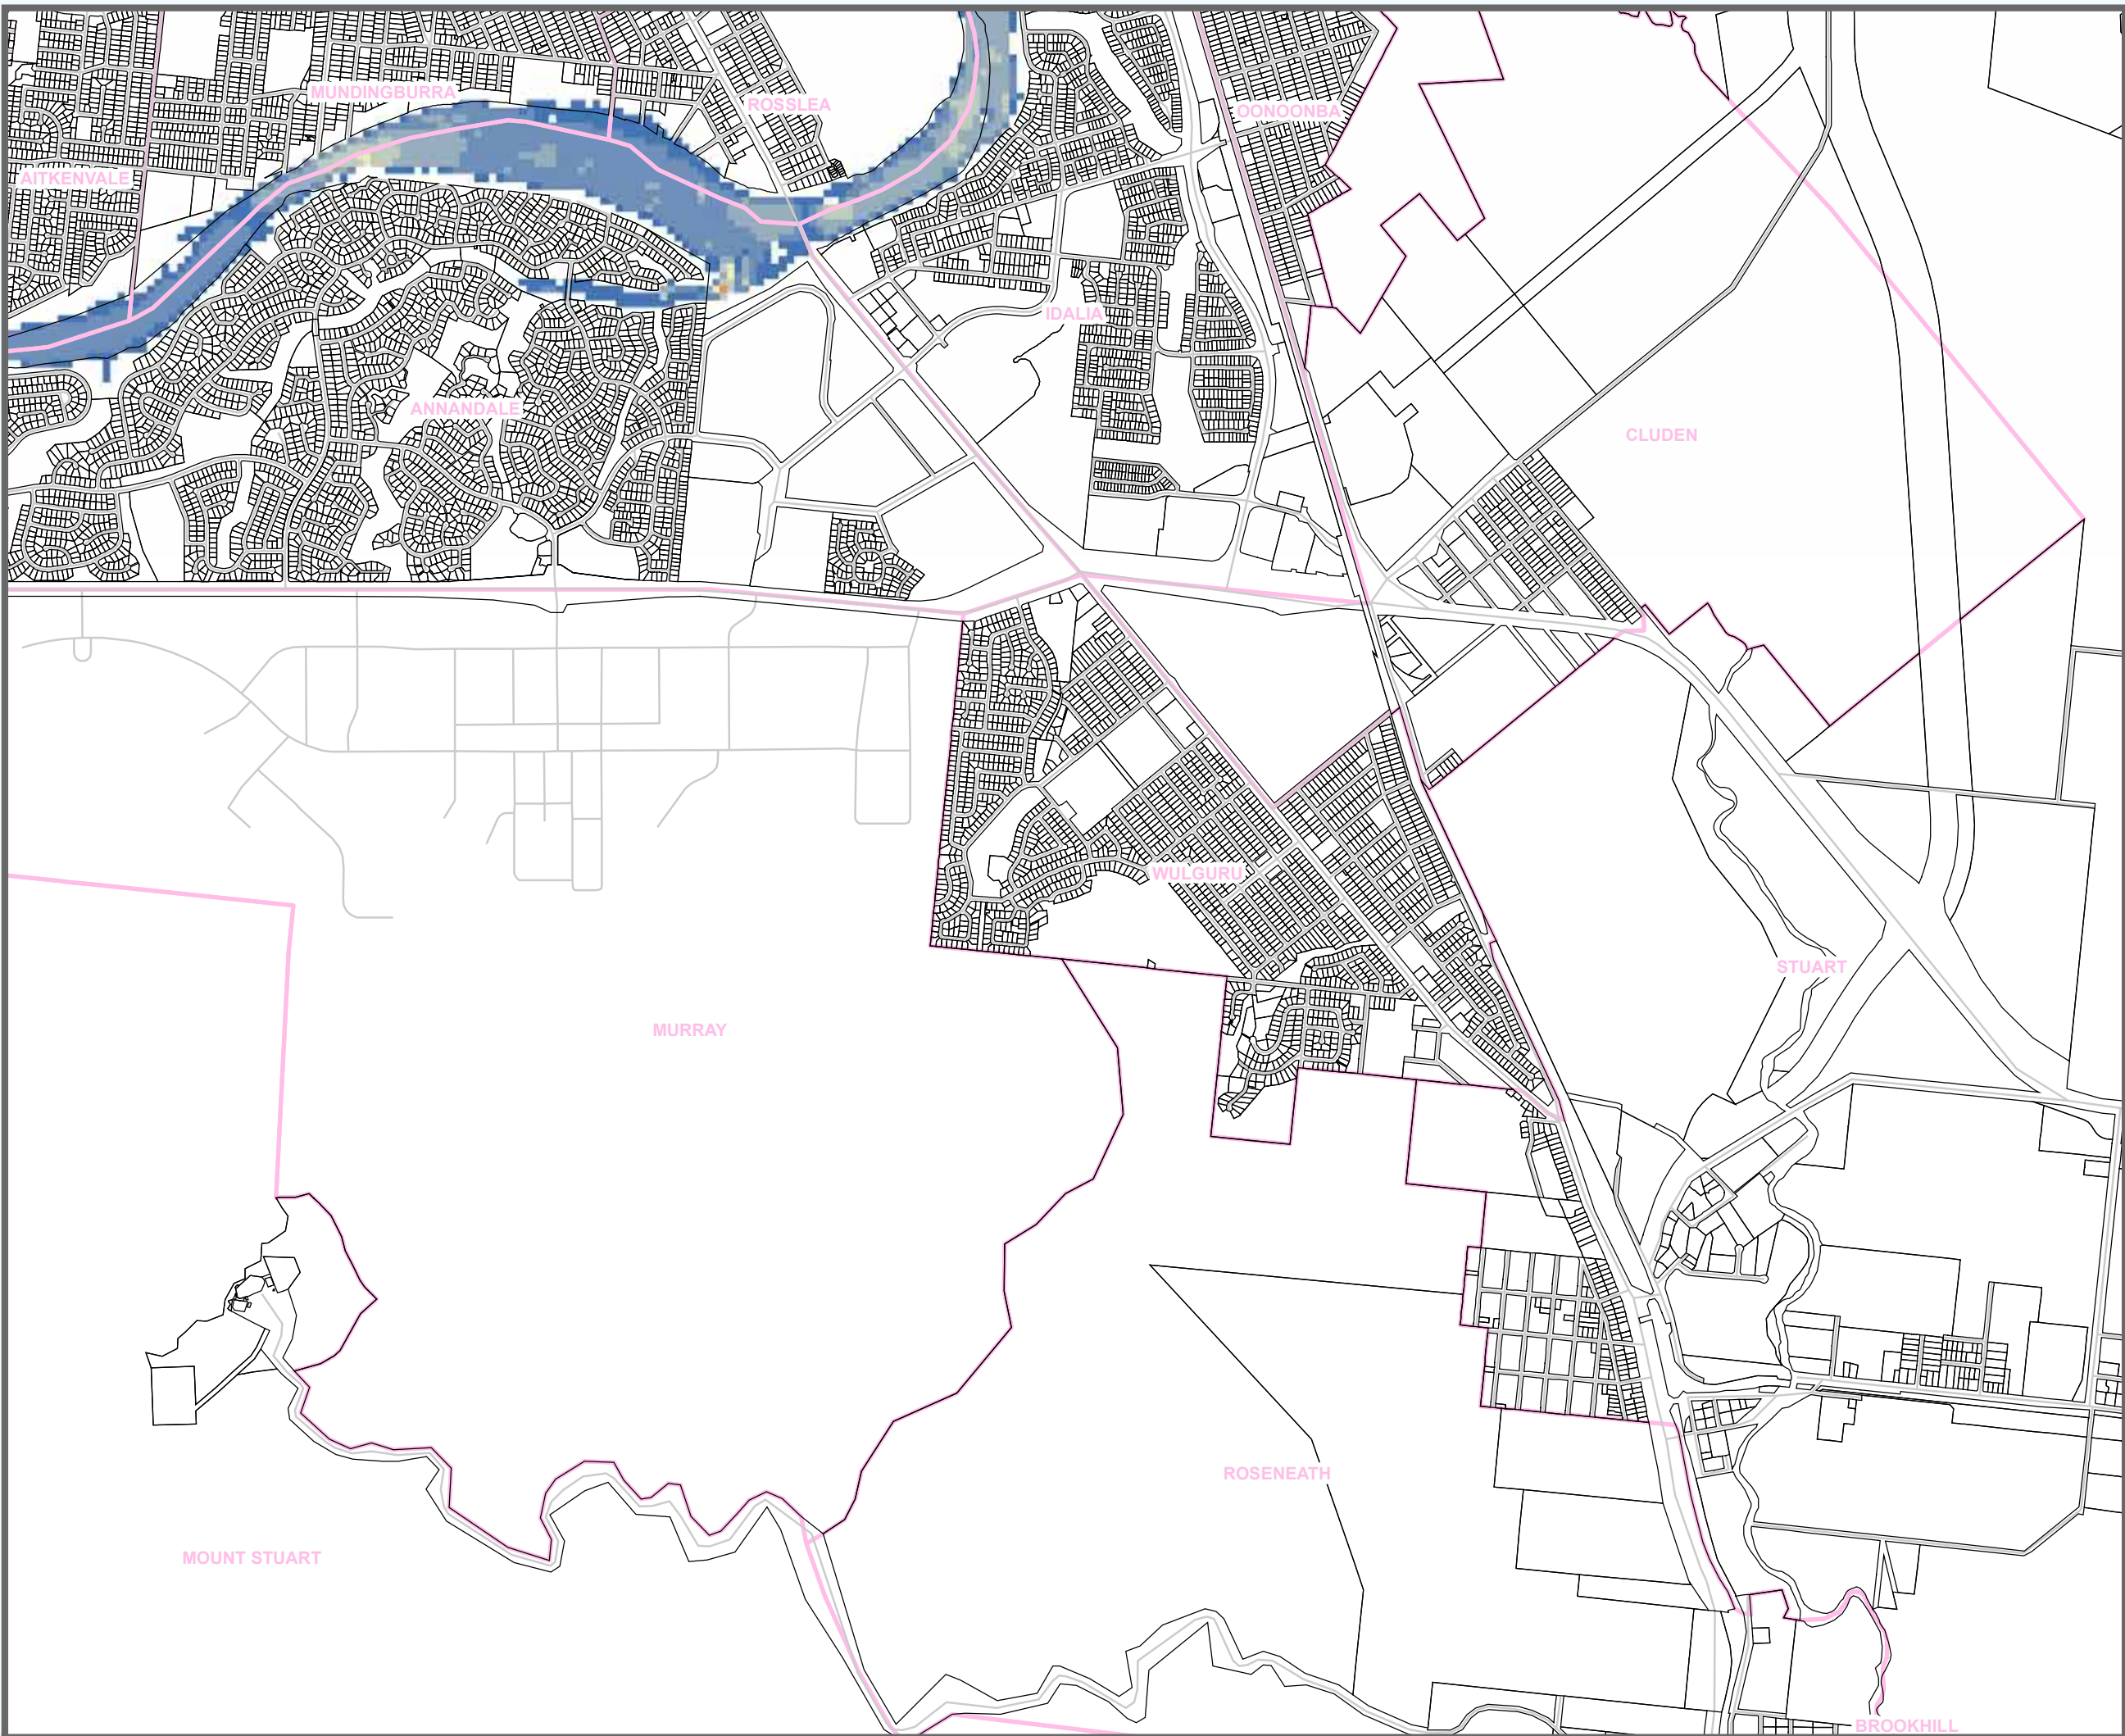 MUNDINGBURRA
ROSSLEA
OONOONBA
AITKENVALE
IDALIA
ANNANDALE
CLUDEN
WULGURU
STUART
MURRAY
ROSENEATH
MOUNT STUART
BROOKHILL